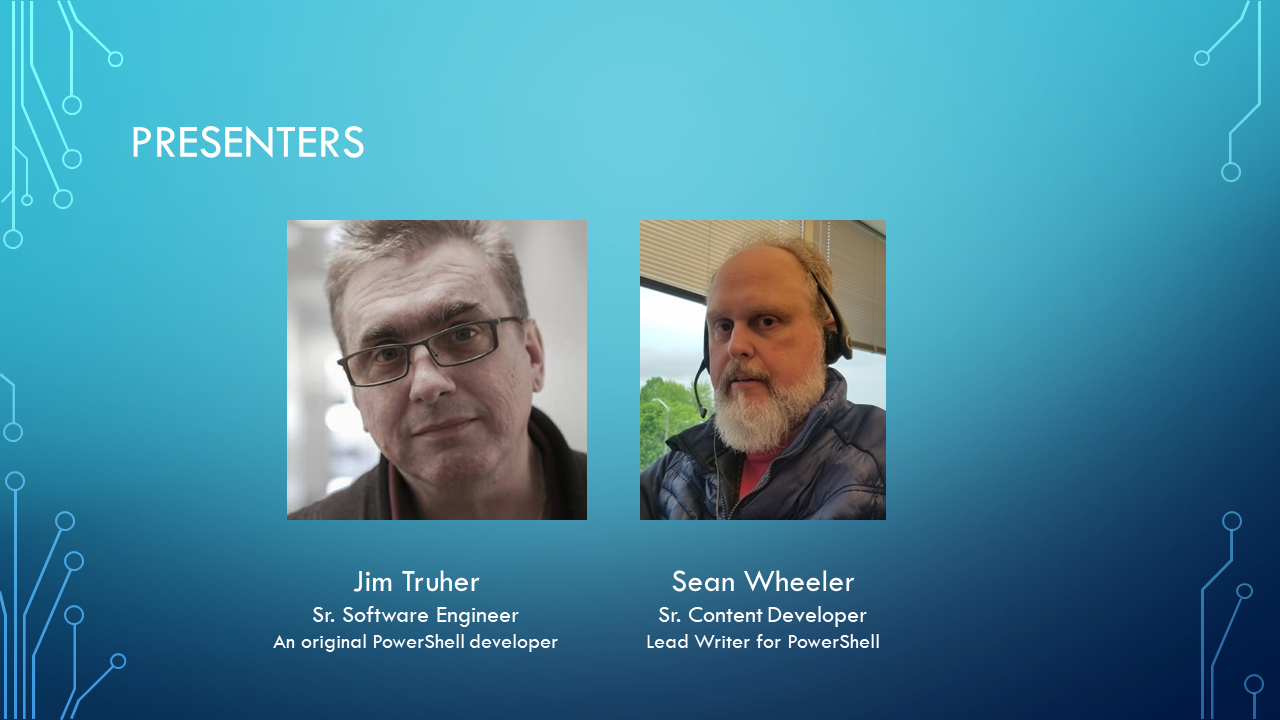 PRESENTERS
Jim Truher
Sr. Software Engineer
An original PowerShell developer
Sean Wheeler
Sr. Content Developer
Lead Writer for PowerShell